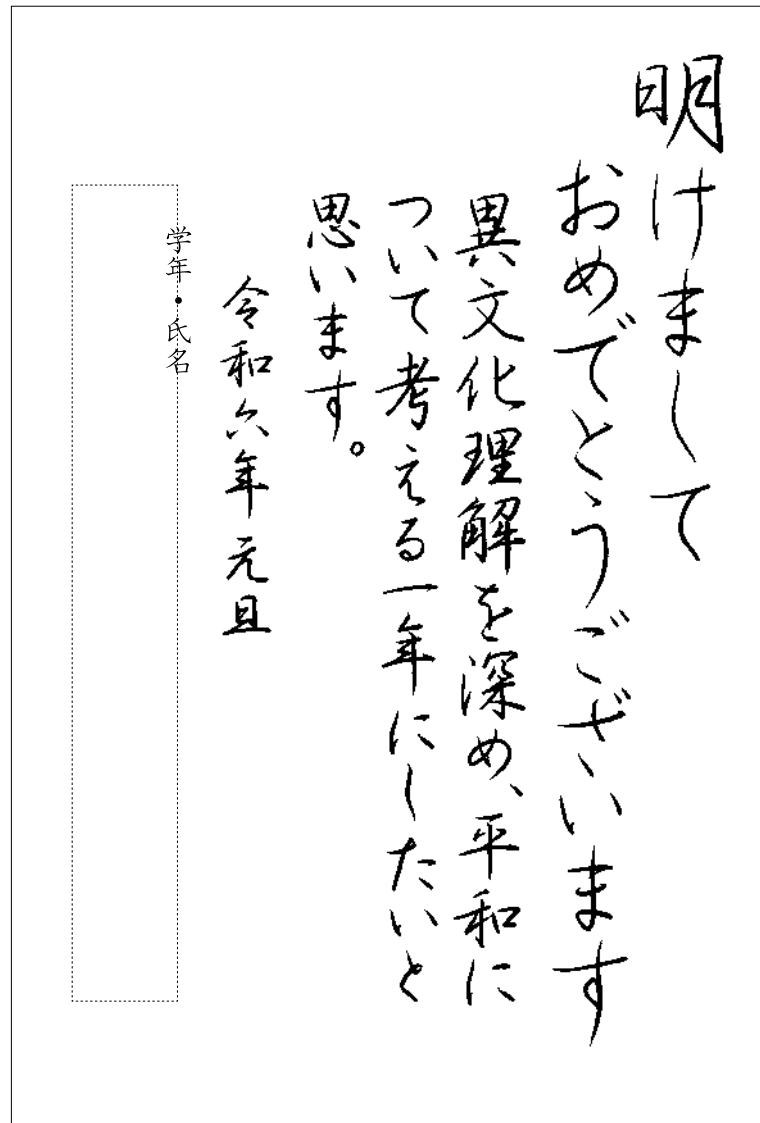 明けまして
おめでとうございます
異文化理解を深め、平和に
ついて考える一年にしたいと
思います。
令和六年元旦
学年・氏名